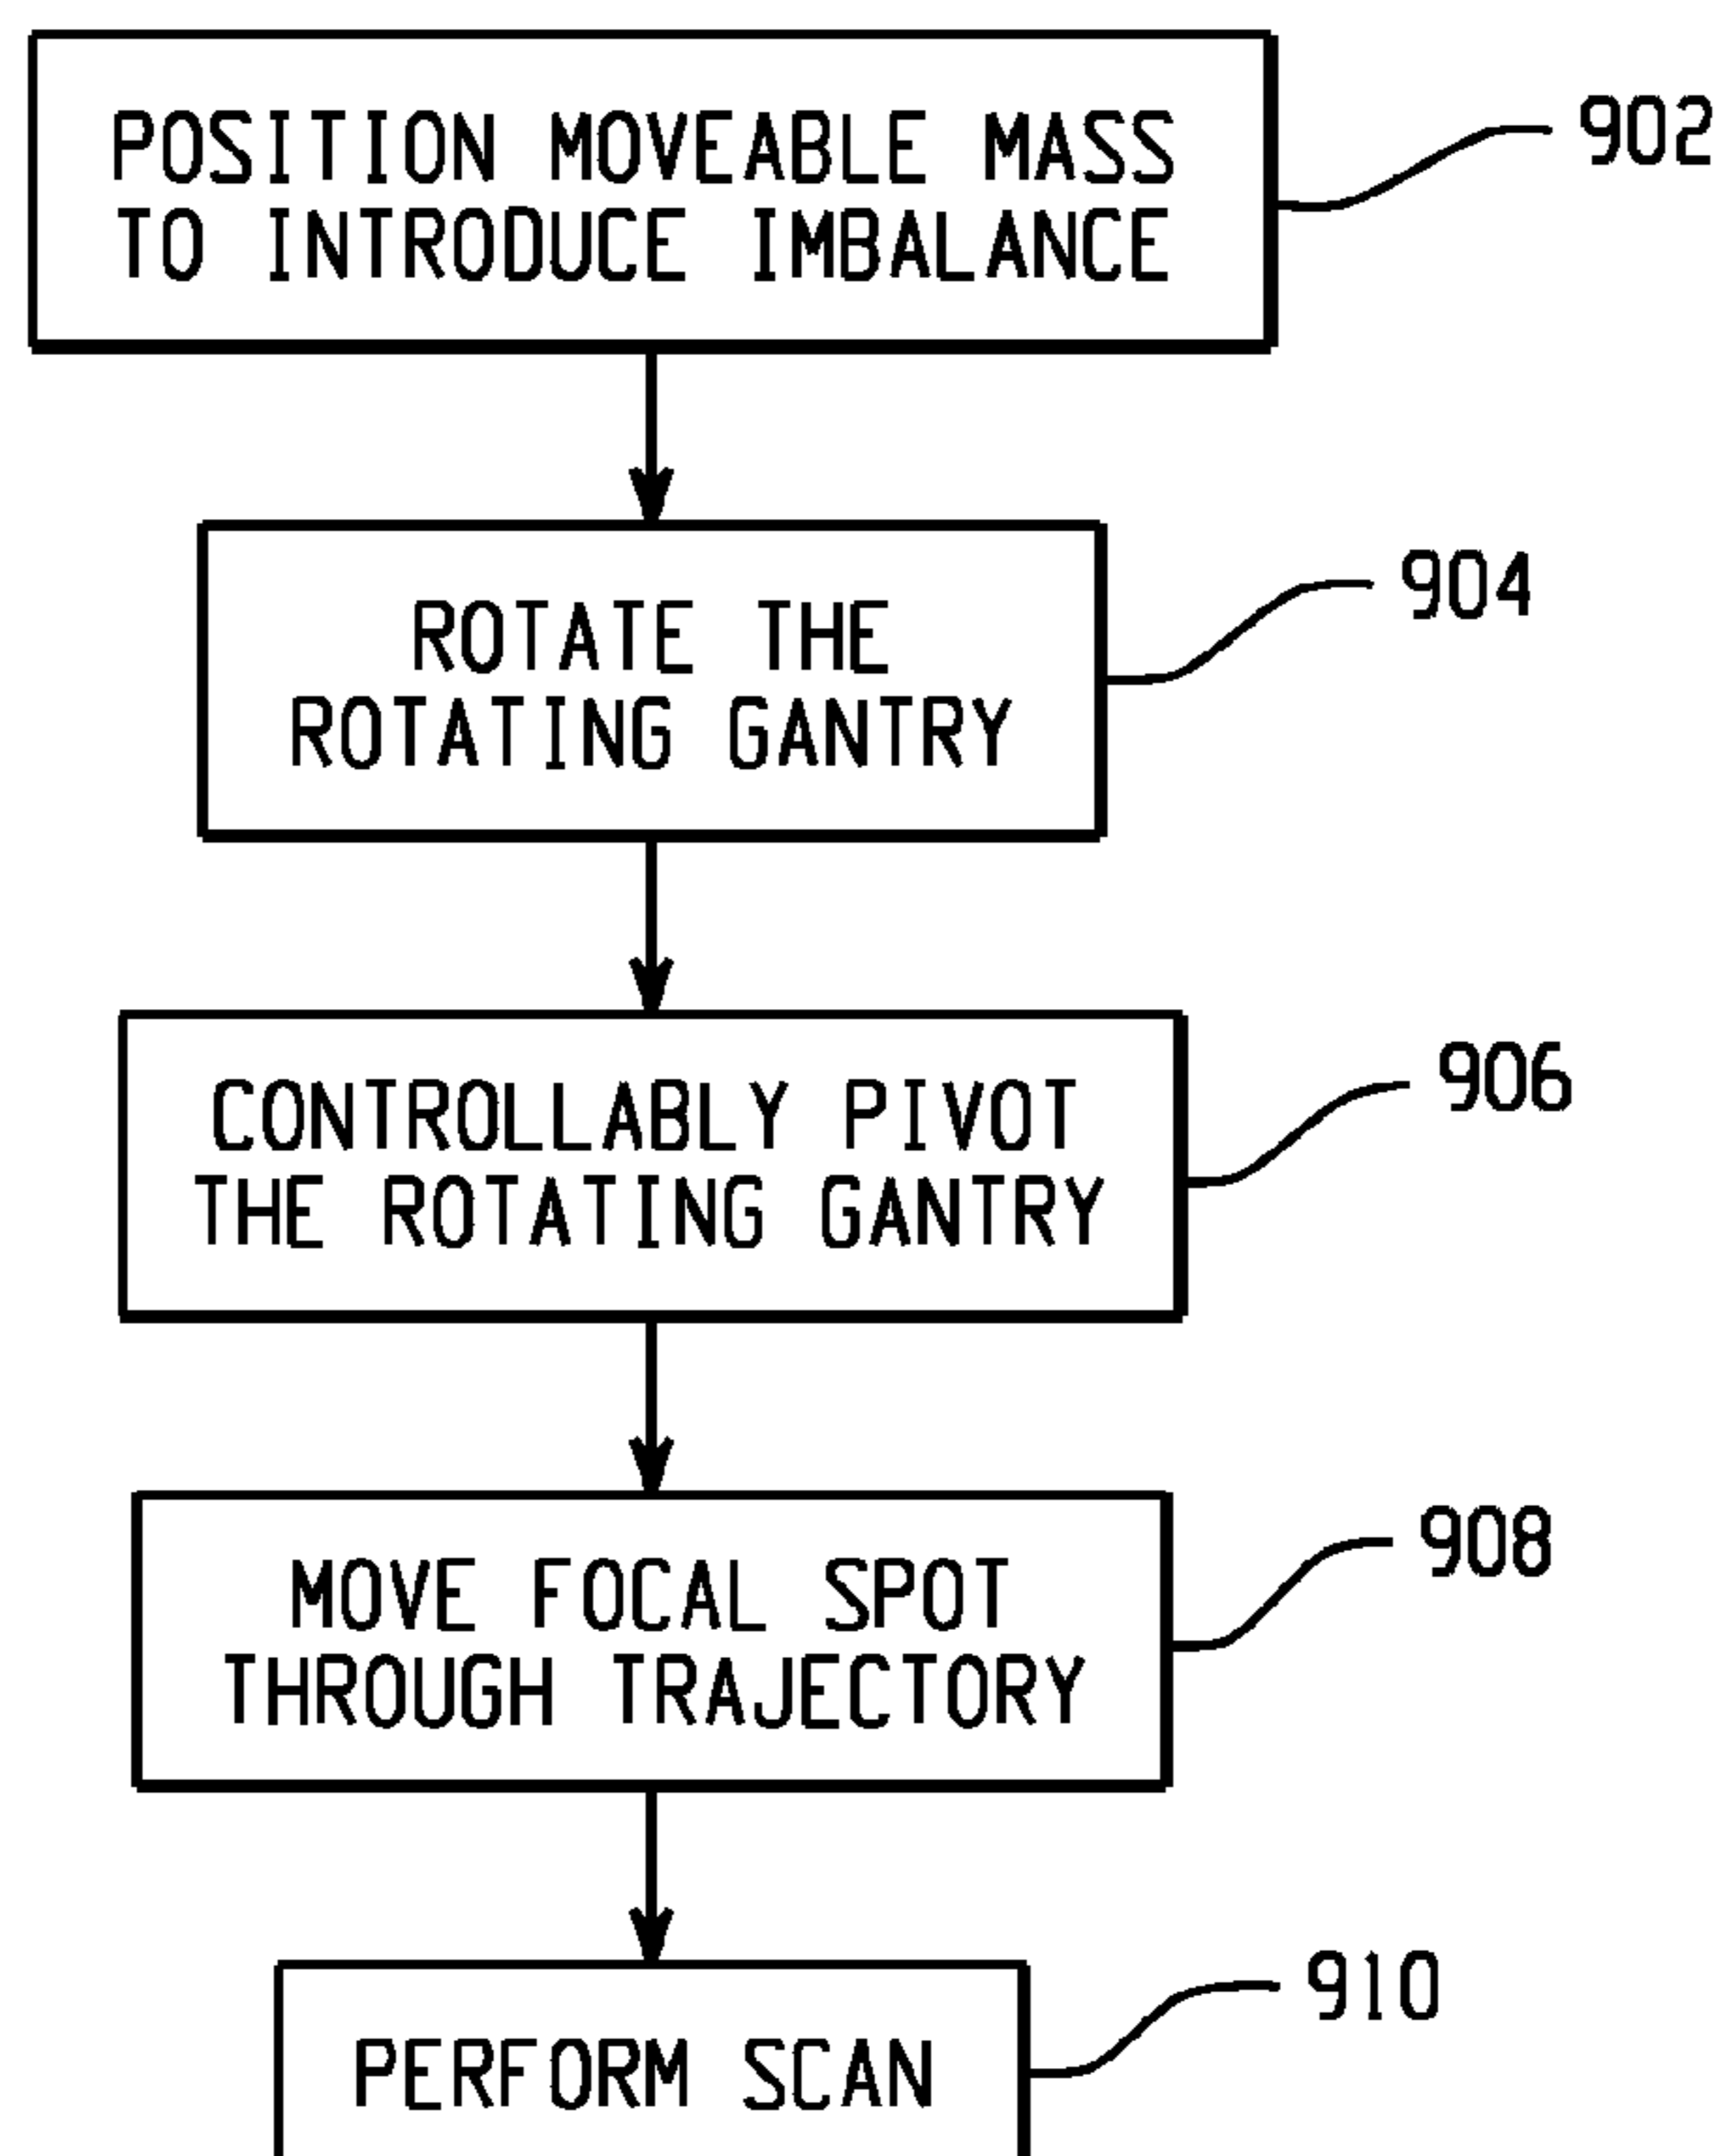 POSITION MOVEABLE MASS
TO INTRODUCE IMBALANCE
902
ROTATE THE
ROTATING GANTRY
904
CONTROLLABLY PIVOT
THE ROTATING GANTRY
906
MOVE FOCAL SPOT
THROUGH TRAJECTORY
908
PERFORM SCAN
910